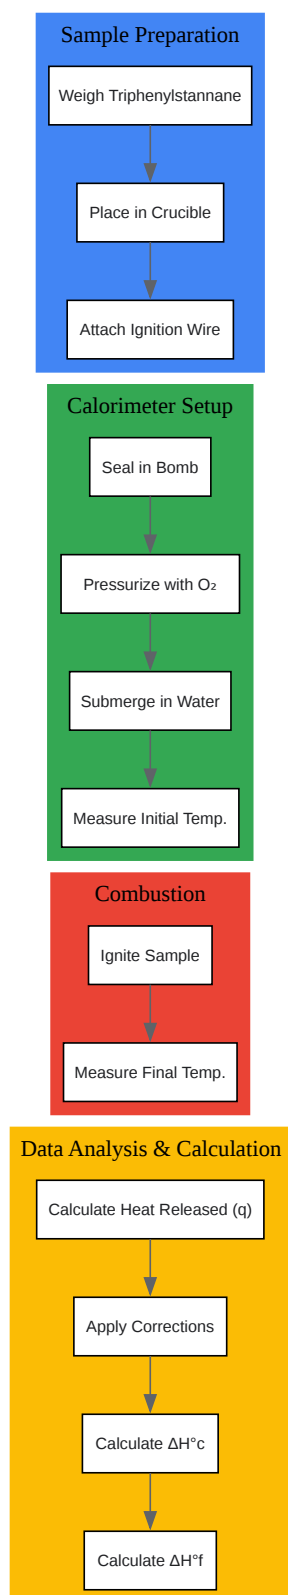 Sample Preparation
Weigh Triphenylstannane
Place in Crucible
Attach Ignition Wire
Calorimeter Setup
Seal in Bomb
Pressurize with O₂
Submerge in Water
Measure Initial Temp.
Combustion
Ignite Sample
Measure Final Temp.
Data Analysis & Calculation
Calculate Heat Released (q)
Apply Corrections
Calculate ΔH°c
Calculate ΔH°f